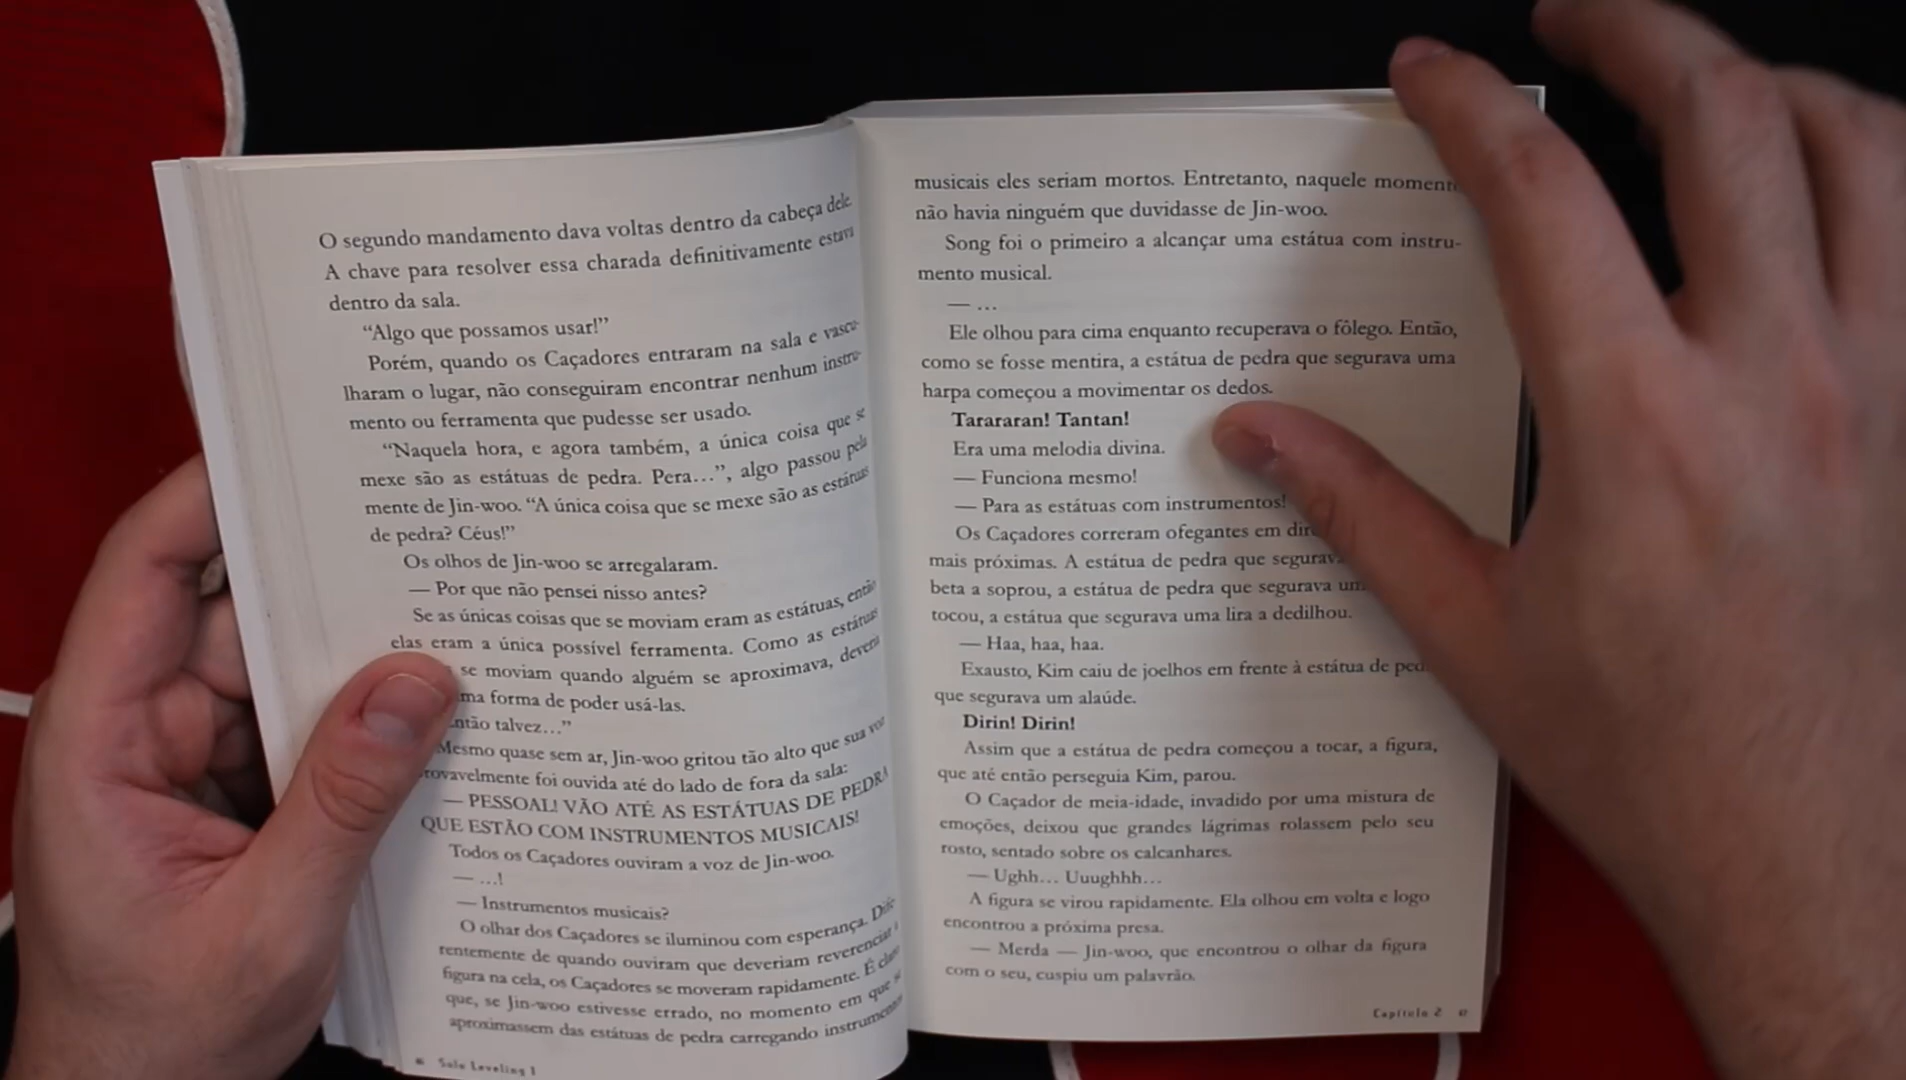 O segundo mandamento dava voltas dentro da cabeça dele.
A chave para resolver essa charada definitivamente estava
dentro da sala.
“Algo que possamos usar!”
Porém, quando os Caçadores entraram na sala e vascu-
lharam o lugar, não conseguiram encontrar nenhum instru-
mento ou ferramenta que pudesse ser usado.
“Naquela hora, e agora também, a única coisa que se
mexe são as estátuas de pedra. Pera…”, algo passou pela
mente de Jin-woo. “A única coisa que se mexe são as estátuas
de pedra? Céus!”
Os olhos de Jin-woo se arregalaram.
— Por que não pensei nisso antes?
Se as únicas coisas que se moviam eram as estátuas, então
elas eram a única possível ferramenta. Como as estátuas
se moviam quando alguém se aproximava, deveria
ma forma de poder usá-las.
ntão talvez…”
Mesmo quase sem ar, Jin-woo gritou tão alto que sua voz
provavelmente foi ouvida até do lado de fora da sala:
— PESSOAL! VÃO ATÉ AS ESTÁTUAS DE PEDRA
QUE ESTÃO COM INSTRUMENTOS MUSICAIS!
Todos os Caçadores ouviram a voz de Jin-woo.
— …!
— Instrumentos musicais?
O olhar dos Caçadores se iluminou com esperança. Dife-
rentemente de quando ouviram que deveriam reverenciar a
figura na cela, os Caçadores se moveram rapidamente. É claro
que, se Jin-woo estivesse errado, no momento em que se
aproximassem das estátuas de pedra carregando instrumentos
Solo Leveling 1
musicais eles seriam mortos. Entretanto, naquele momento
não havia ninguém que duvidasse de Jin-woo.
Song foi o primeiro a alcançar uma estátua com instru-
mento musical.
— …
Ele olhou para cima enquanto recuperava o fôlego. Então,
como se fosse mentira, a estátua de pedra que segurava uma
harpa começou a movimentar os dedos.
Tarararan! Tantan!
Era uma melodia divina.
— Funciona mesmo!
— Para as estátuas com instrumentos!
Os Caçadores correram ofegantes em dir
mais próximas. A estátua de pedra que segurav
beta a soprou, a estátua de pedra que segurava um
tocou, a estátua que segurava uma lira a dedilhou.
— Haa, haa, haa.
Exausto, Kim caiu de joelhos em frente à estátua de ped
que segurava um alaúde.
Dirin! Dirin!
Assim que a estátua de pedra começou a tocar, a figura,
que até então perseguia Kim, parou.
O Caçador de meia-idade, invadido por uma mistura de
emoções, deixou que grandes lágrimas rolassem pelo seu
rosto, sentado sobre os calcanhares.
— Ughh… Uuughhh…
A figura se virou rapidamente. Ela olhou em volta e logo
encontrou a próxima presa.
— Merda — Jin-woo, que encontrou o olhar da figura
com o seu, cuspiu um palavrão.
Capítulo 2